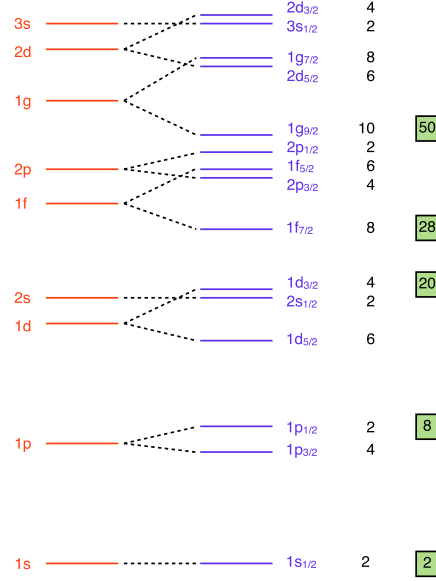 2d3/2 4
3s 3s1/2 2
2d
1g7/2 8
2d5/2 6
1g
1g9/2 10 50
2p1/2 2
2p 1f5/2 6
2p3/2 4
1f
1f7/2 8 28
1d3/2 4 20
2s 2s1/2 2
1d
1d5/2 6
1p1/2 2 8
1p
1p3/2 4
1s 1s1/2 2 2